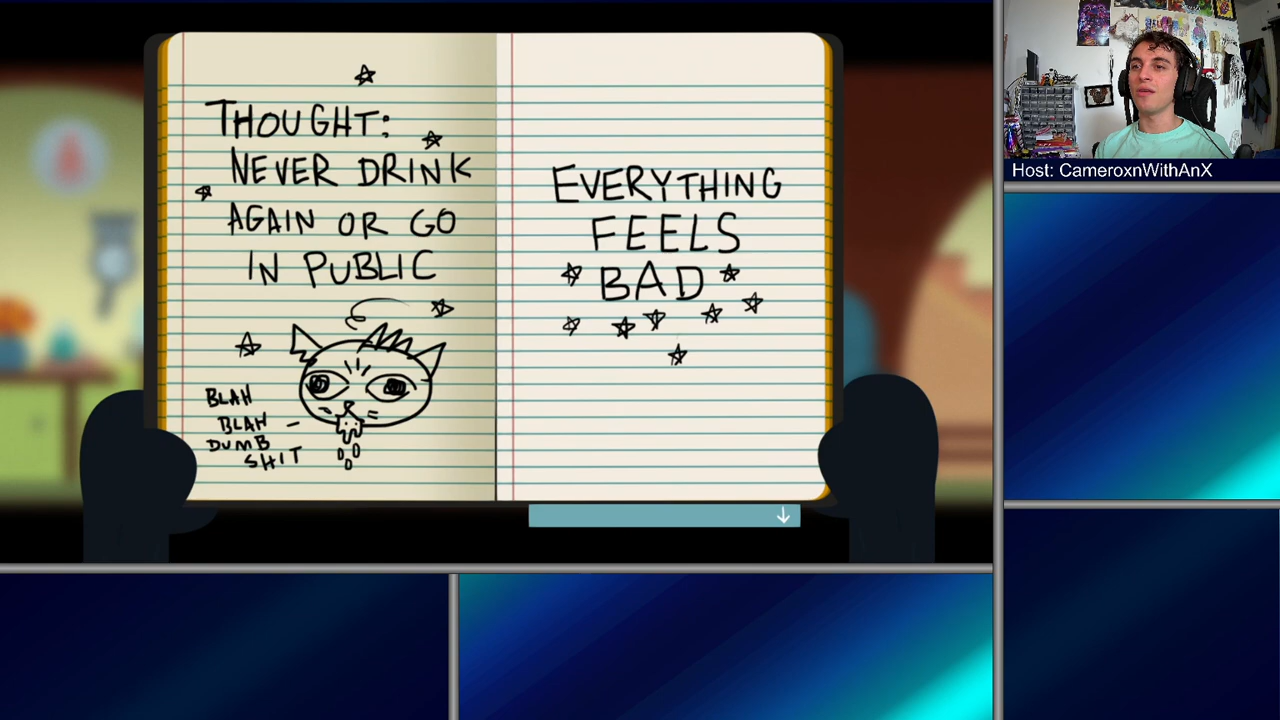 THOUGHT:
NEVER DRINK
AGAIN OR GO
IN PUBLIC
BLAH
BLAH
DUMB
SHIT
EVERYTHING
FEELS
BAD
Host: CameroxnWithAnX